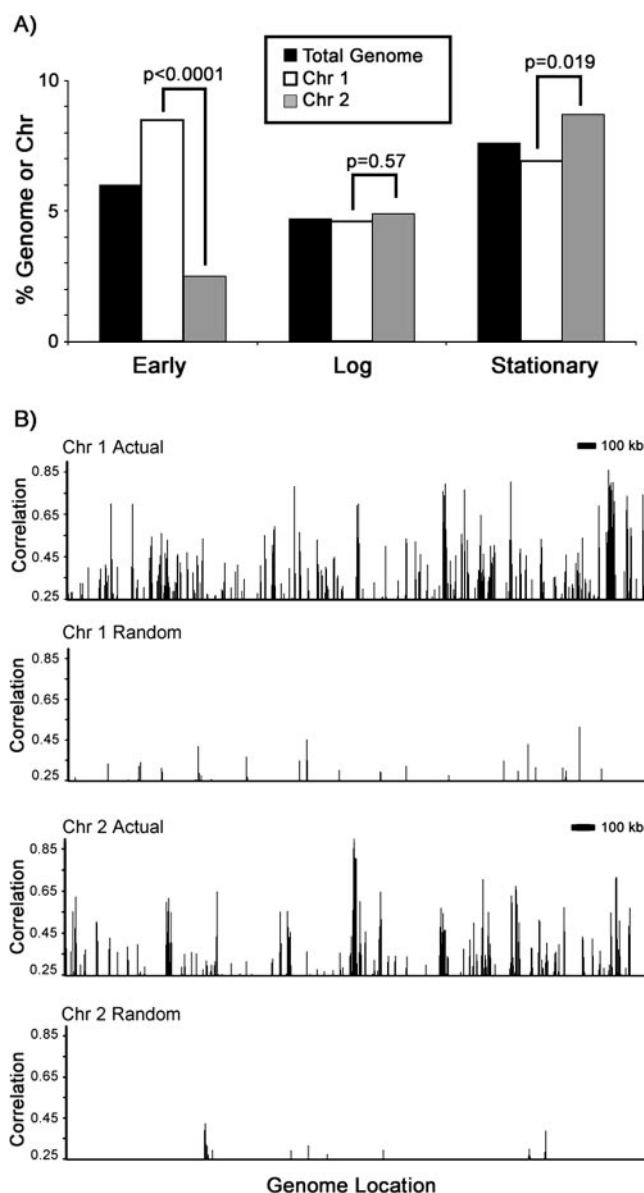 A)
Total Genome
Chr 1
Chr 2
p<0.0001
p=0.57
p=0.019
% Genome or Chr
10
5
0
Early Log Stationary
B)
Chr 1 Actual
100 kb
Correlation
0.85
0.65
0.45
0.25
Chr 1 Random
Correlation
0.85
0.65
0.45
0.25
Chr 2 Actual
100 kb
Correlation
0.85
0.65
0.45
0.25
Chr 2 Random
Correlation
0.85
0.65
0.45
0.25
Genome Location